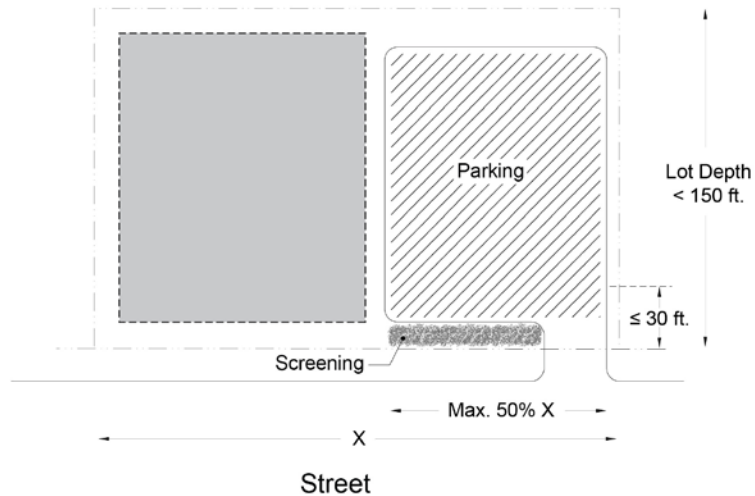 Parking
Lot Depth
< 150 ft.
≤ 30 ft.
Screening
Max. 50% X
X
Street